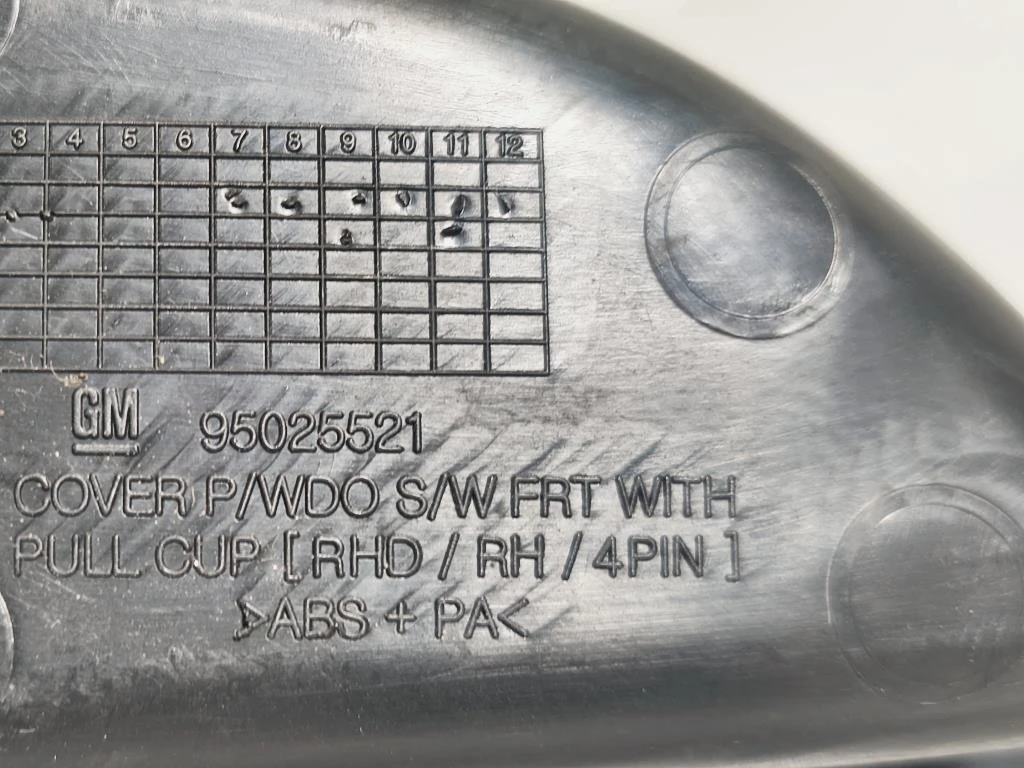 3 4 5 6 7 8 9 10 11 12
GM 95025521
COVER P/WDO S/W FRT WITH
PULL CUP [RHD / RH / 4PIN]
>ABS + PA<